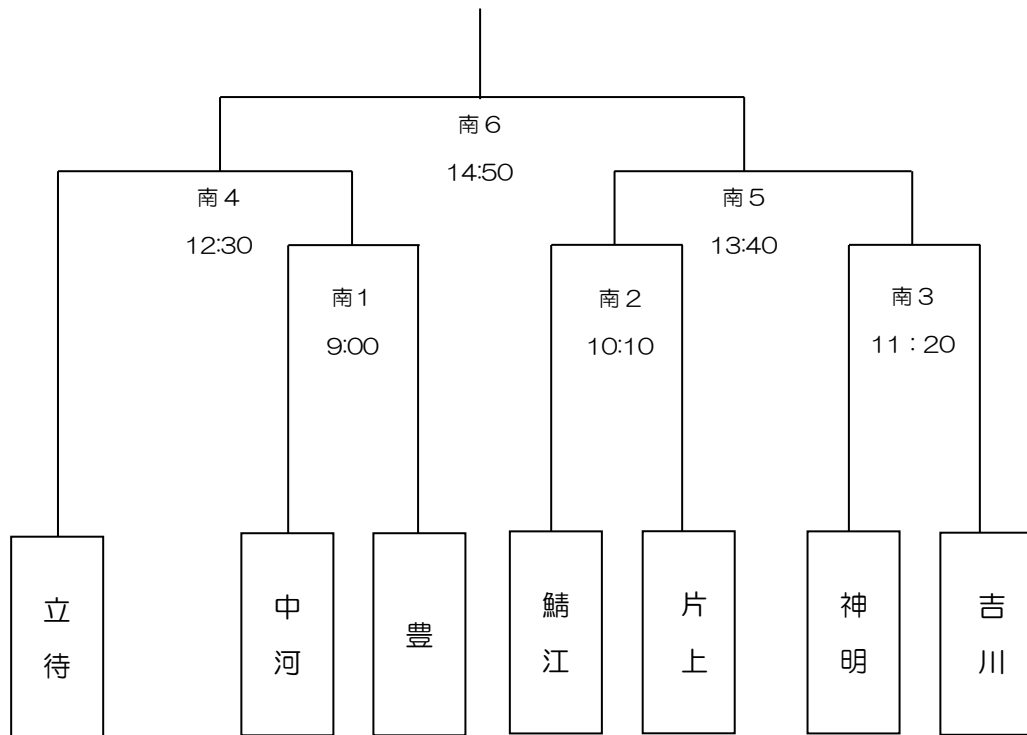 南６
14:50
南４
12:30
南５
13:40
南１
9:00
南２
10:10
南３
11：20
立待
中河
豊
鯖江
片上
神明
吉川